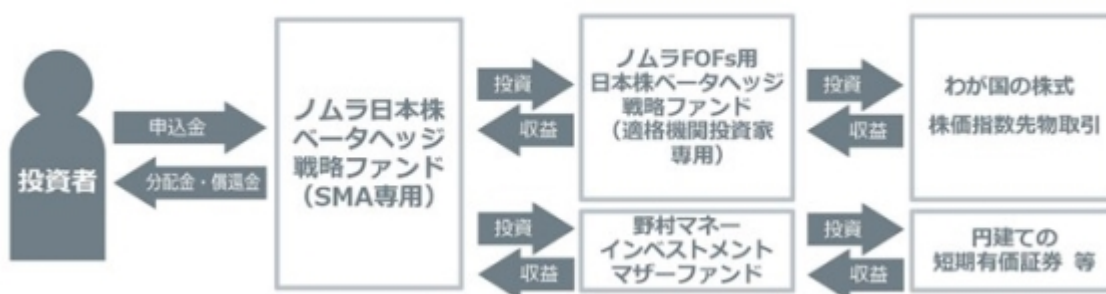 投資者
申込金
分配金・償還金
ノムラ日本株
ベータヘッジ
戦略ファンド
（SMA専用）
投資
収益
ノムラFOFs用
日本株ベータヘッジ
戦略ファンド
（適格機関投資家
専用）
投資
収益
わが国の株式
株価指数先物取引
投資
収益
野村マネー
インベストメント
マザーファンド
投資
収益
円建ての
短期有価証券 等